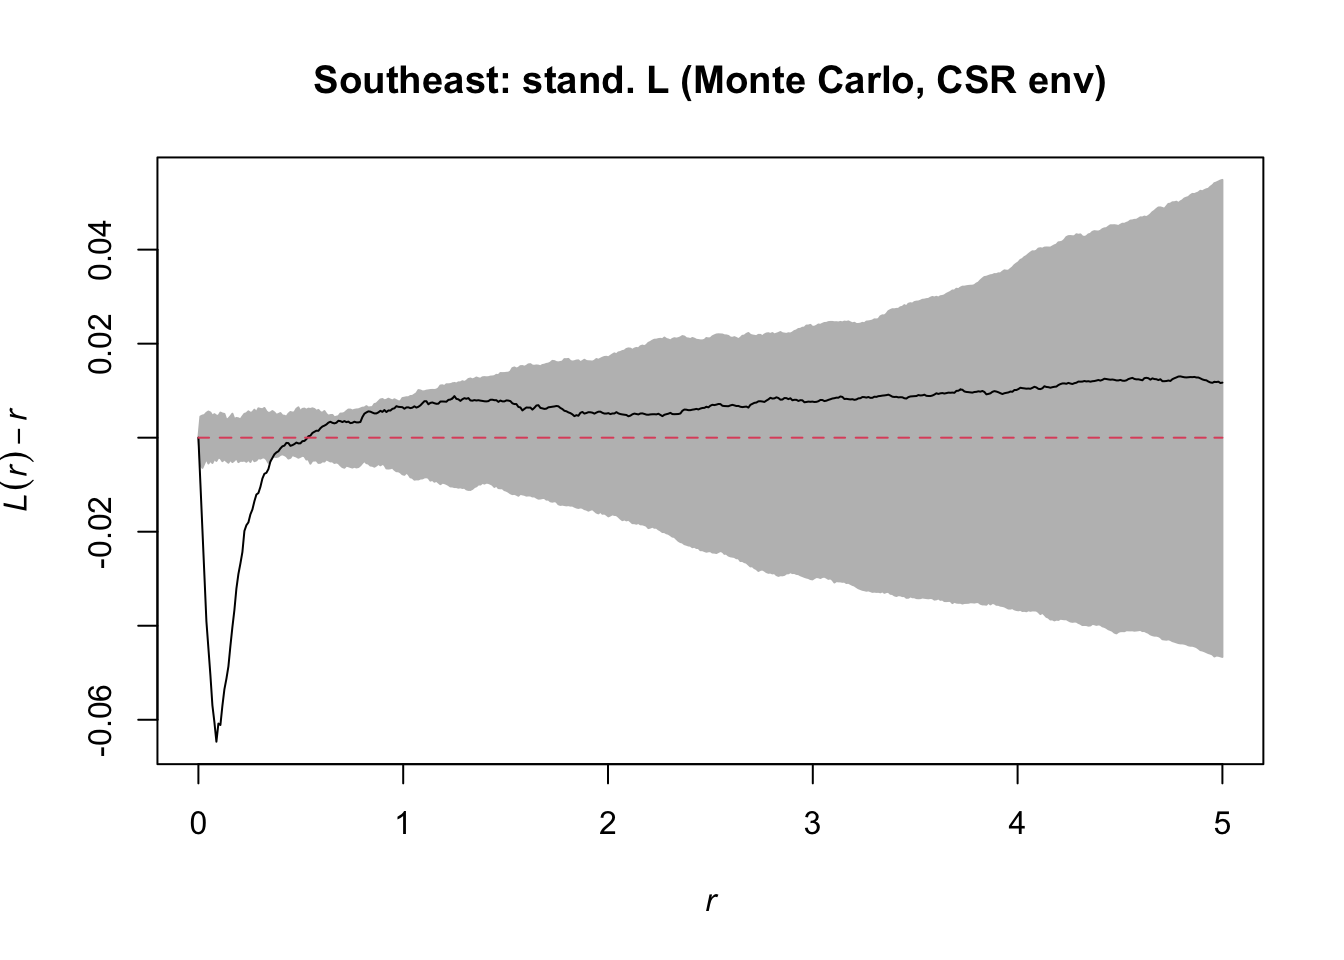 Southeast: stand. L (Monte Carlo, CSR env)
L(r) − r
0.04
0.02
-0.02
-0.06
0 1 2 3 4 5
r